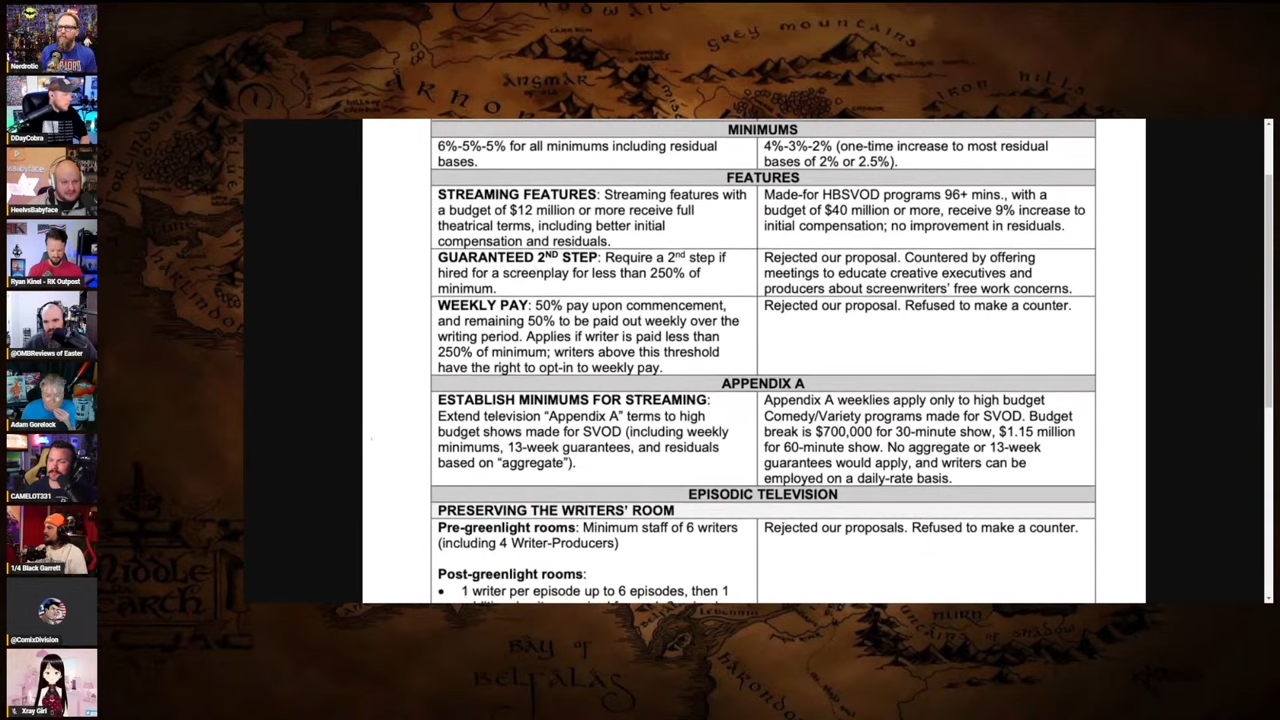 Nerdrotic
DDayCobra
HeelvsBabyface
Ryan Kinel - RK Outpost
@OMBReviews of Easter
Adam Gorelock
CAMELOT331
1/4 Black Garrett
@ComixDivision
Xray Girl
GREY MOUNTAINS
ANGMAR
IRON HILLS
MINIMUMS
6%-5%-5% for all minimums including residual
bases.
4%-3%-2% (one-time increase to most residual
bases of 2% or 2.5%).
FEATURES
STREAMING FEATURES: Streaming features with
a budget of $12 million or more receive full
theatrical terms, including better initial
compensation and residuals.
Made-for HBSVOD programs 96+ mins., with a
budget of $40 million or more, receive 9% increase to
initial compensation; no improvement in residuals.
GUARANTEED 2ND STEP: Require a 2nd step if
hired for a screenplay for less than 250% of
minimum.
Rejected our proposal. Countered by offering
meetings to educate creative executives and
producers about screenwriters' free work concerns.
WEEKLY PAY: 50% pay upon commencement,
and remaining 50% to be paid out weekly over the
writing period. Applies if writer is paid less than
250% of minimum; writers above this threshold
have the right to opt-in to weekly pay.
Rejected our proposal. Refused to make a counter.
APPENDIX A
ESTABLISH MINIMUMS FOR STREAMING:
Extend television “Appendix A” terms to high
budget shows made for SVOD (including weekly
minimums, 13-week guarantees, and residuals
based on “aggregate”).
Appendix A weeklies apply only to high budget
Comedy/Variety programs made for SVOD. Budget
break is $700,000 for 30-minute show, $1.15 million
for 60-minute show. No aggregate or 13-week
guarantees would apply, and writers can be
employed on a daily-rate basis.
EPISODIC TELEVISION
PRESERVING THE WRITERS' ROOM
Pre-greenlight rooms: Minimum staff of 6 writers
(including 4 Writer-Producers)
Rejected our proposals. Refused to make a counter.
Post-greenlight rooms:
• 1 writer per episode up to 6 episodes, then 1
MIDDLE
EARTH
BAY OF
BELFALAS